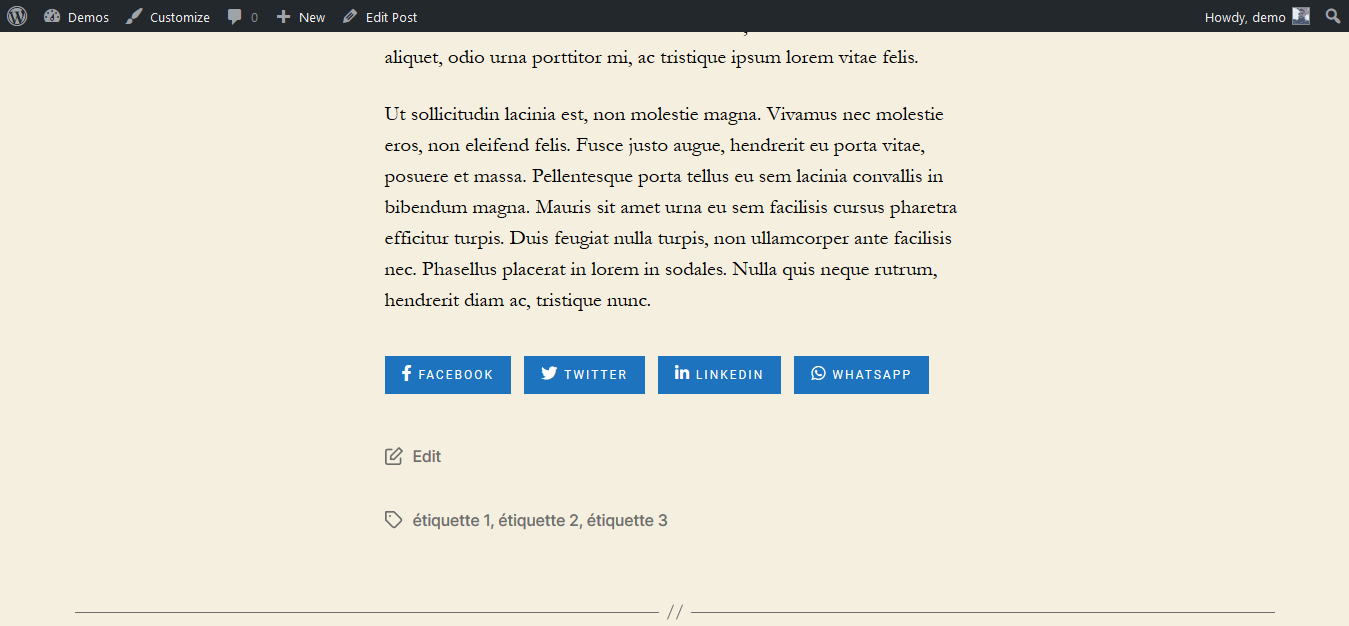 Demos Customize 0 New Edit Post Howdy, demo
aliquet, odio urna porttitor mi, ac tristique ipsum lorem vitae felis.
Ut sollicitudin lacinia est, non molestie magna. Vivamus nec molestie
eros, non eleifend felis. Fusce justo augue, hendrerit eu porta vitae,
posuere et massa. Pellentesque porta tellus eu sem lacinia convallis in
bibendum magna. Mauris sit amet urna eu sem facilisis cursus pharetra
efficitur turpis. Duis feugiat nulla turpis, non ullamcorper ante facilisis
nec. Phasellus placerat in lorem in sodales. Nulla quis neque rutrum,
hendrerit diam ac, tristique nunc.
FACEBOOK TWITTER LINKEDIN WHATSAPP
Edit
étiquette 1, étiquette 2, étiquette 3
//